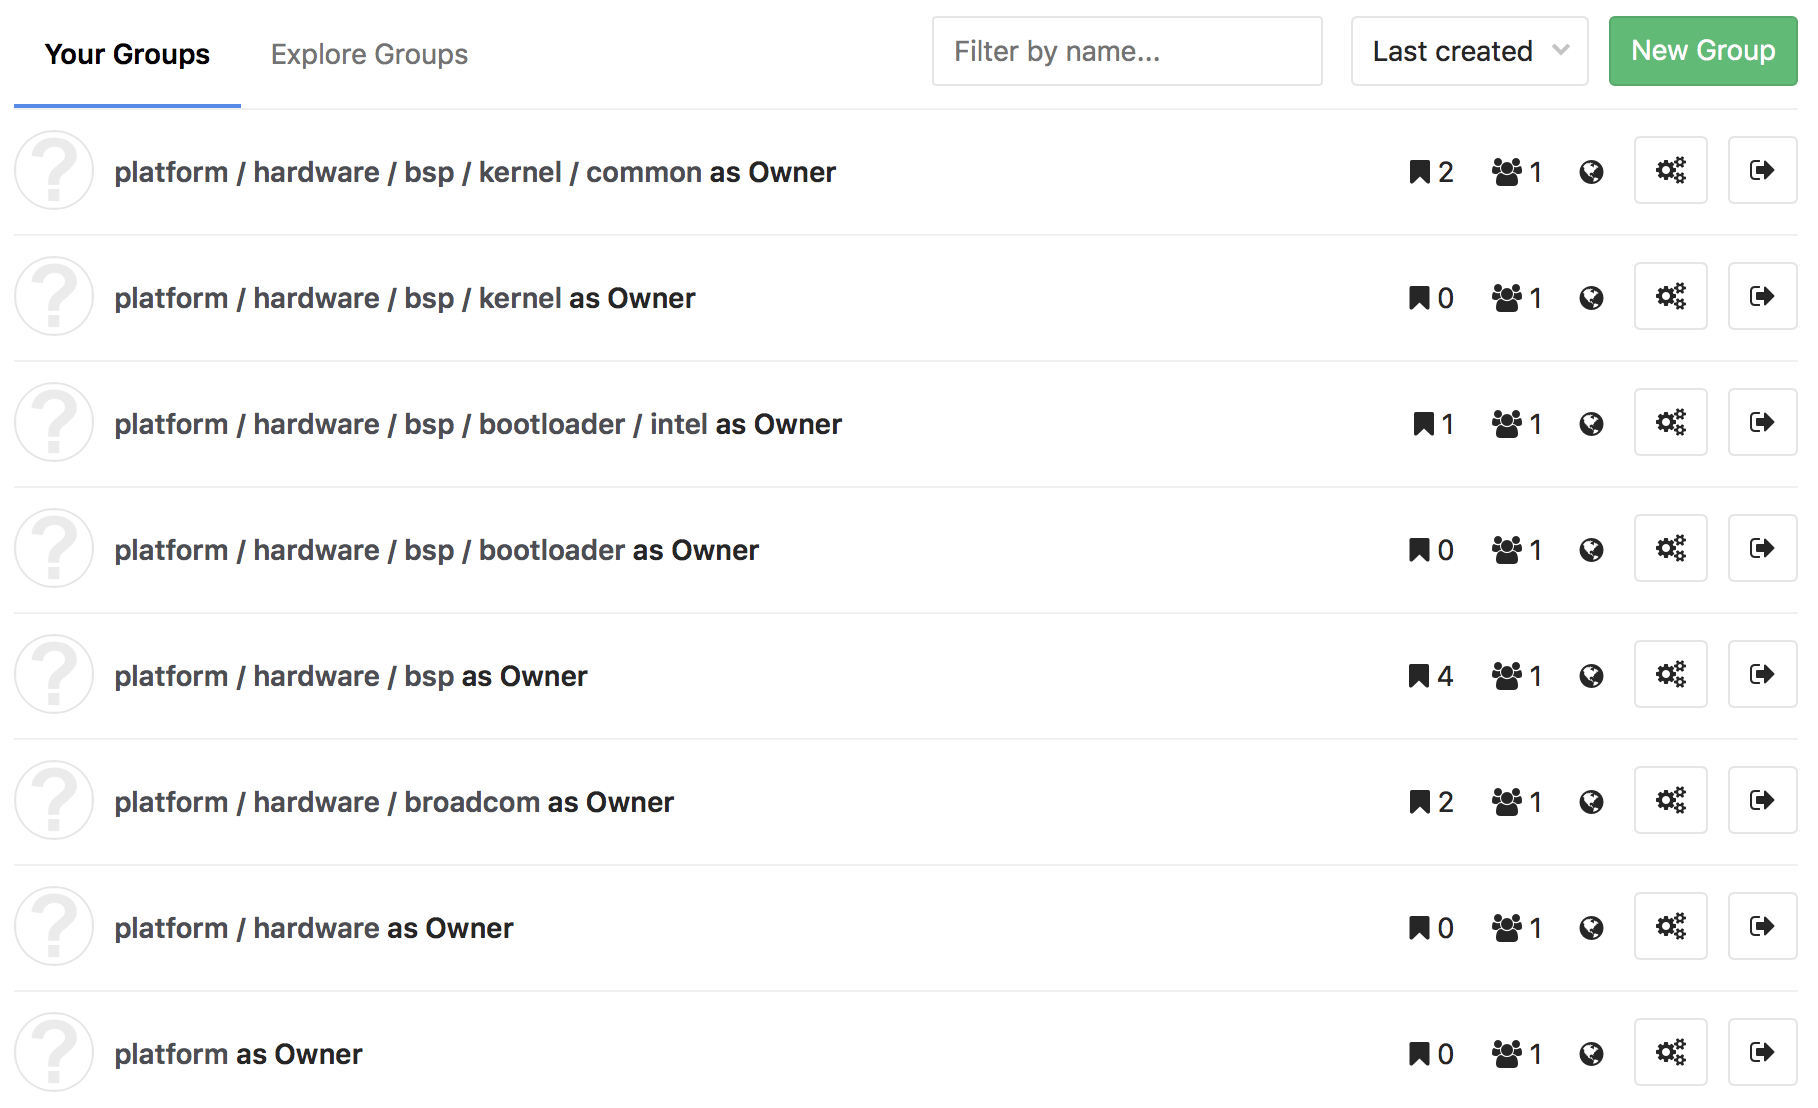 Your Groups Explore Groups Filter by name... Last created New Group
platform / hardware / bsp / kernel / common as Owner 2 1
platform / hardware / bsp / kernel as Owner 0 1
platform / hardware / bsp / bootloader / intel as Owner 1 1
platform / hardware / bsp / bootloader as Owner 0 1
platform / hardware / bsp as Owner 4 1
platform / hardware / broadcom as Owner 2 1
platform / hardware as Owner 0 1
platform as Owner 0 1